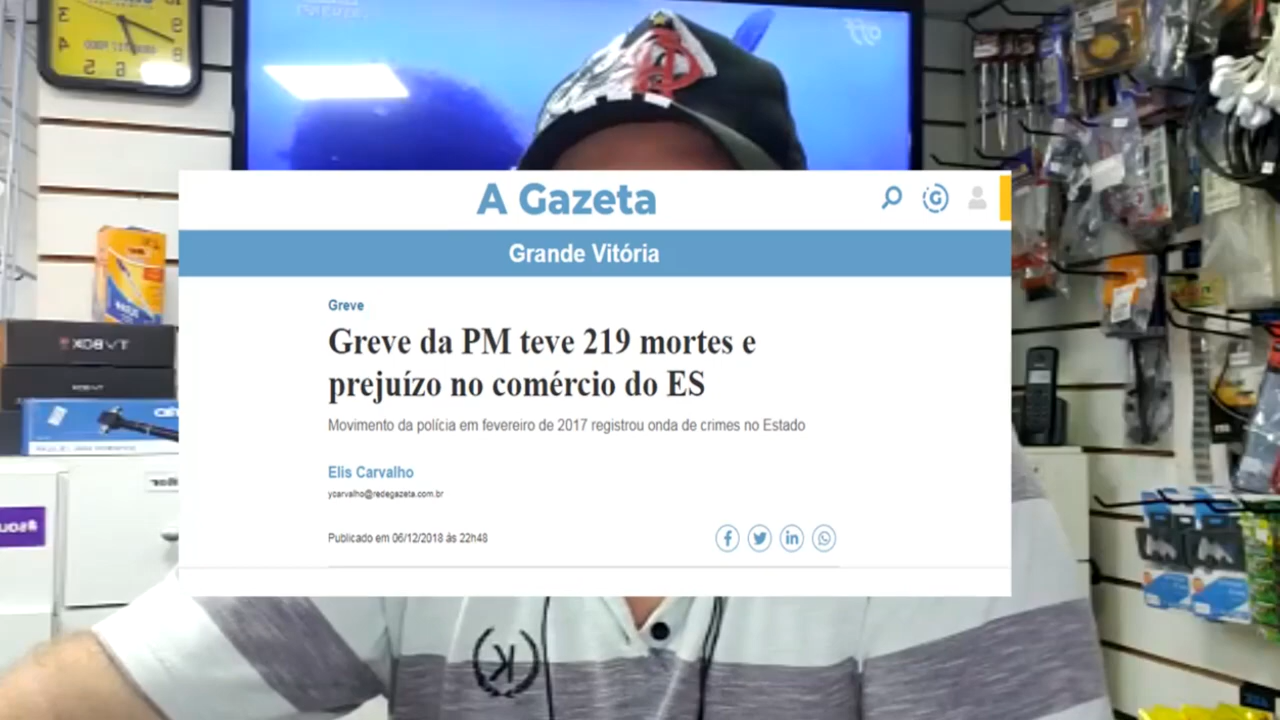 A Gazeta
G
Grande Vitória
Greve
Greve da PM teve 219 mortes e
prejuízo no comércio do ES
Movimento da polícia em fevereiro de 2017 registrou onda de crimes no Estado
Elis Carvalho
ycarvalho@redegazeta.com.br
Publicado em 06/12/2018 ás 22h48